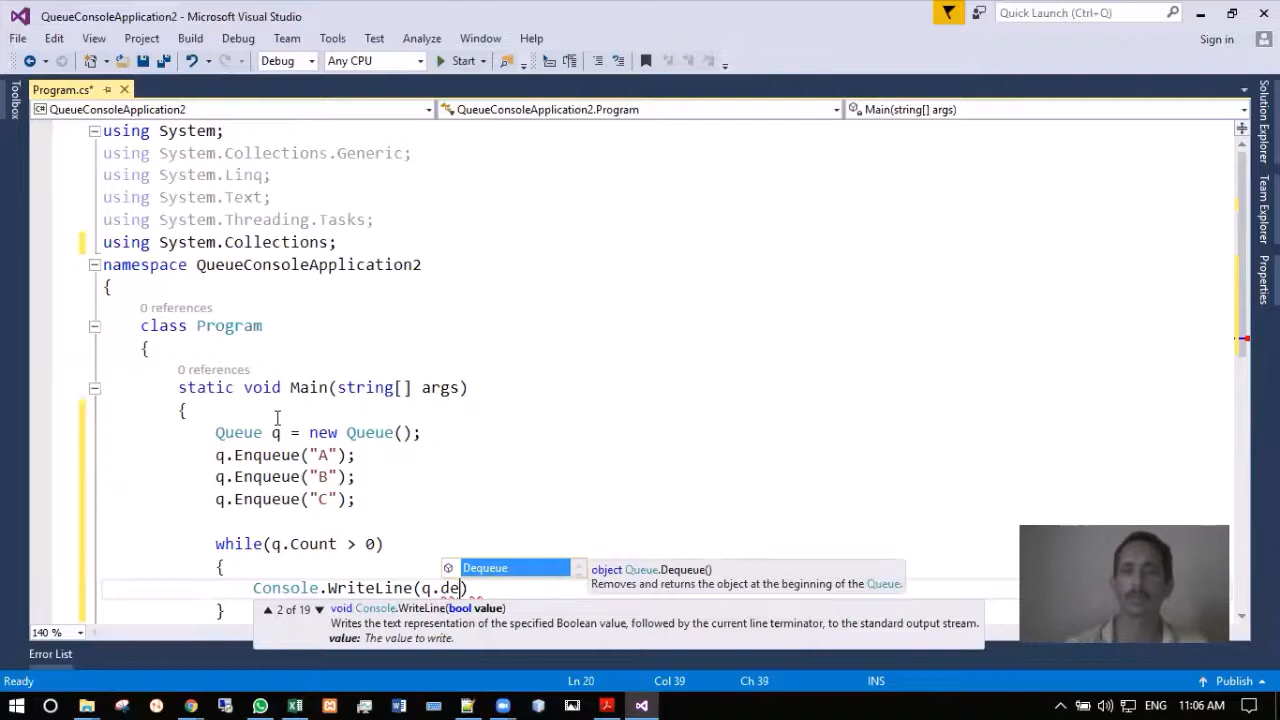 QueueConsoleApplication2 - Microsoft Visual Studio
Quick Launch (Ctrl+Q)
File Edit View Project Build Debug Team Tools Test Analyze Window Help
Sign in
Debug Any CPU Start
Program.cs*
QueueConsoleApplication2 QueueConsoleApplication2.Program Main(string[] args)
Toolbox
Solution Explorer
Team Explorer
Properties
using System;
using System.Collections.Generic;
using System.Linq;
using System.Text;
using System.Threading.Tasks;
using System.Collections;
namespace QueueConsoleApplication2
{
0 references
class Program
{
0 references
static void Main(string[] args)
{
Queue q = new Queue();
q.Enqueue("A");
q.Enqueue("B");
q.Enqueue("C");
while(q.Count > 0)
{
Dequeue
object Queue.Dequeue()
Removes and returns the object at the beginning of the Queue.
Console.WriteLine(q.de)
}
2 of 19 void Console.WriteLine(bool value)
Writes the text representation of the specified Boolean value, followed by the current line terminator, to the standard output stream.
value: The value to write.
140 %
Error List
Ready Ln 20 Col 39 Ch 39 INS Publish
ENG 11:06 AM